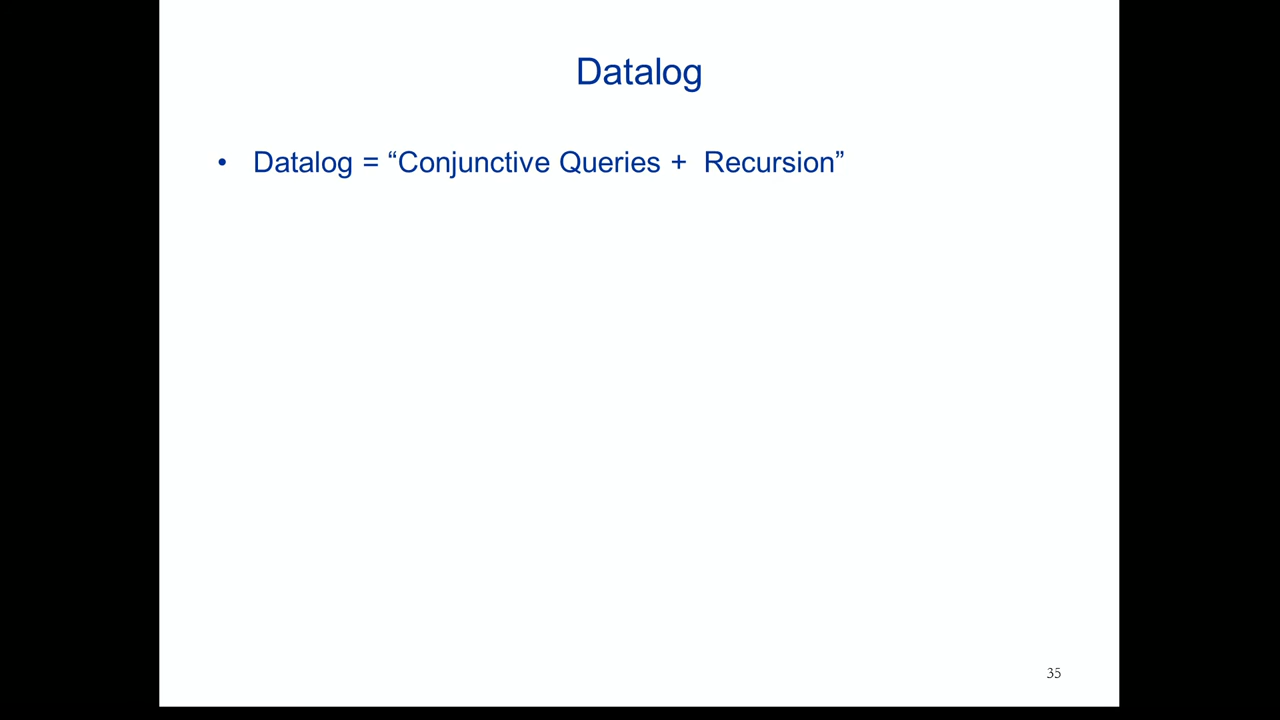 Datalog
• Datalog = “Conjunctive Queries + Recursion”
35